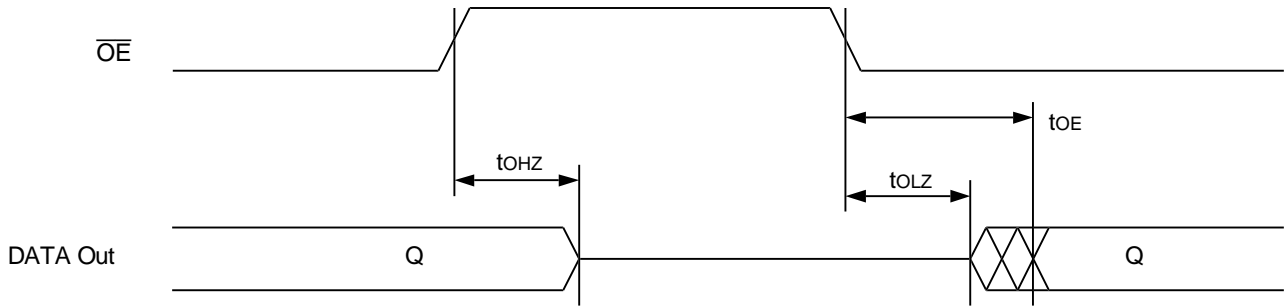 OE
tOE
tOHZ
tOLZ
DATA Out
Q
Q